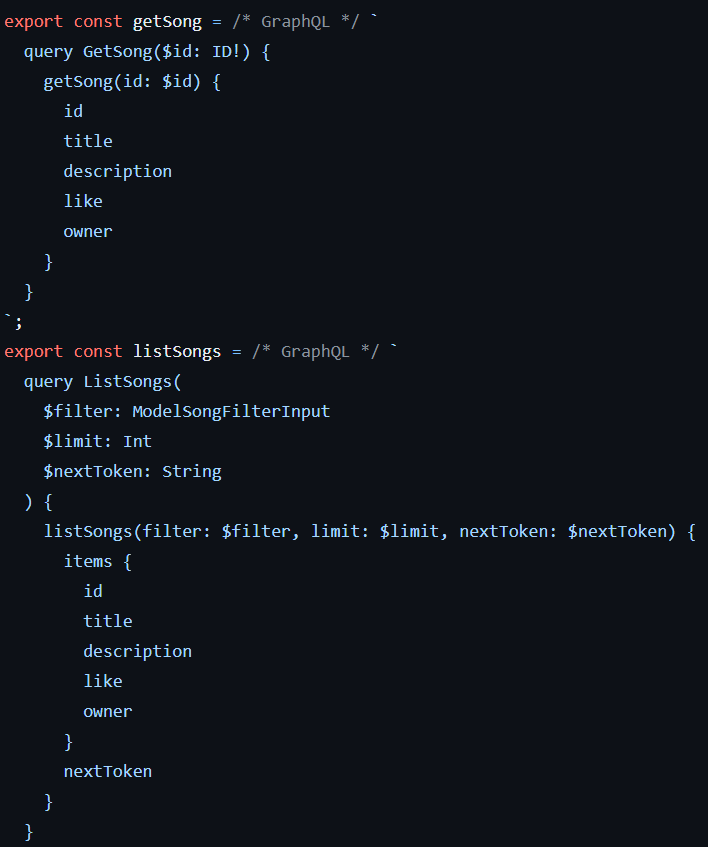 export const getSong = /* GraphQL */ `
  query GetSong($id: ID!) {
    getSong(id: $id) {
      id
      title
      description
      like
      owner
    }
  }
`;
export const listSongs = /* GraphQL */ `
  query ListSongs(
    $filter: ModelSongFilterInput
    $limit: Int
    $nextToken: String
  ) {
    listSongs(filter: $filter, limit: $limit, nextToken: $nextToken) {
      items {
        id
        title
        description
        like
        owner
      }
      nextToken
    }
  }